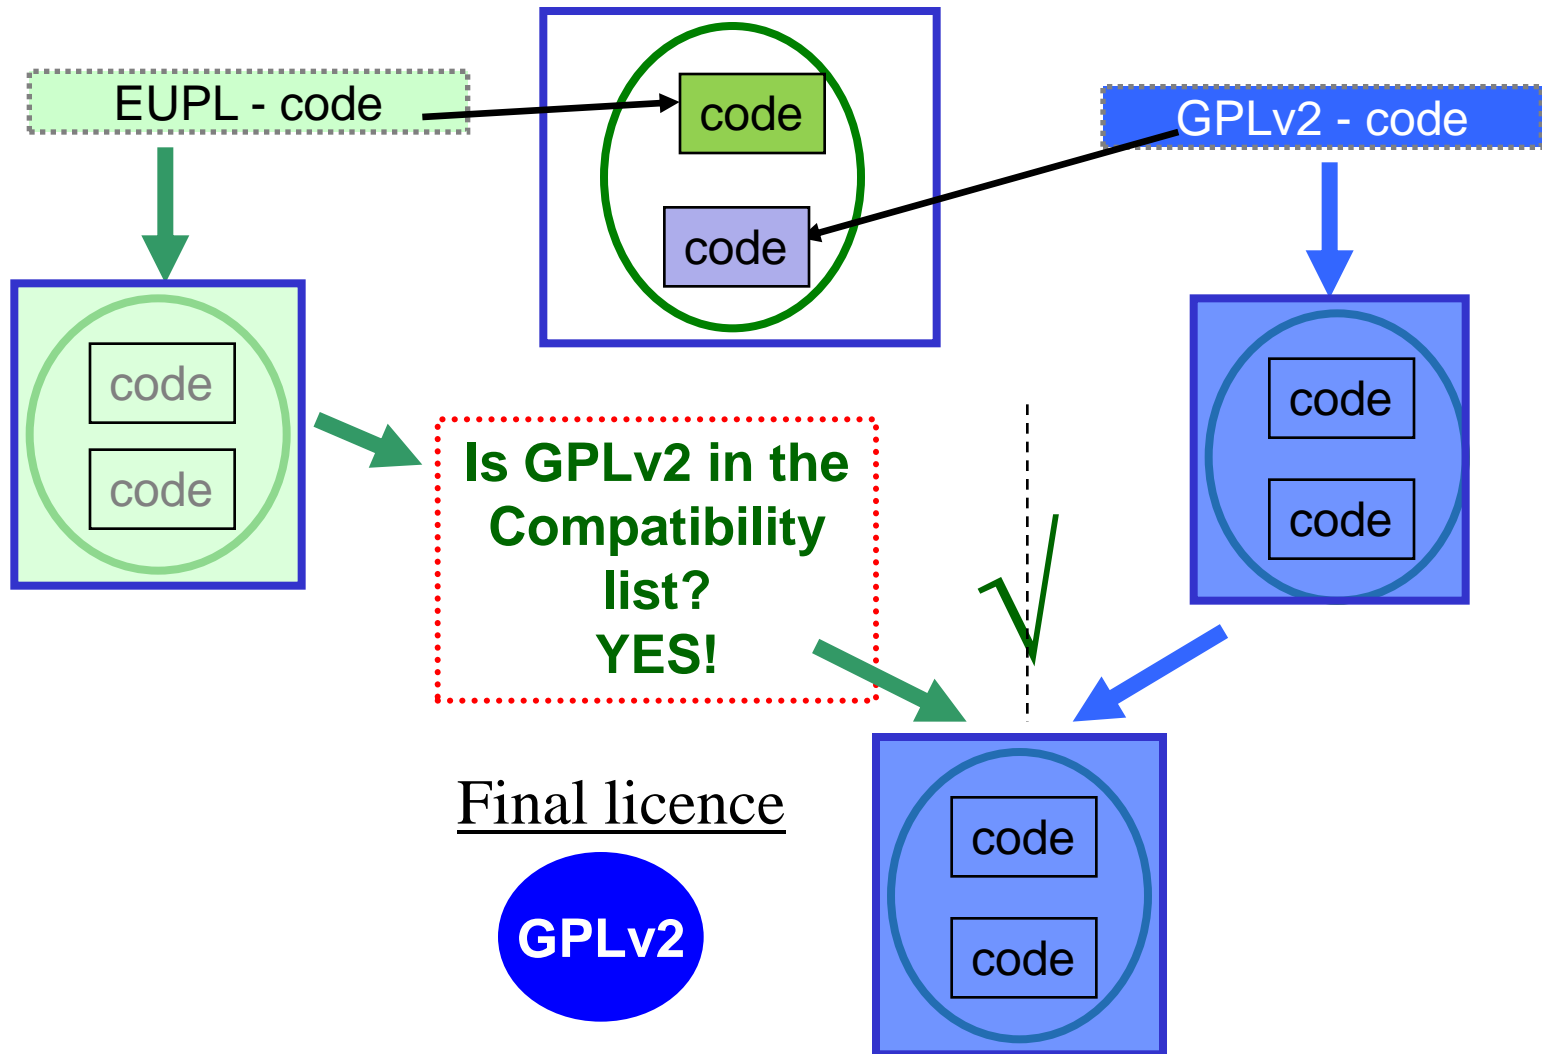 EUPL - code
code
code
GPLv2 - code
code
code
Is GPLv2 in the
Compatibility
list?
YES!
code
code
Final licence
GPLv2
code
code